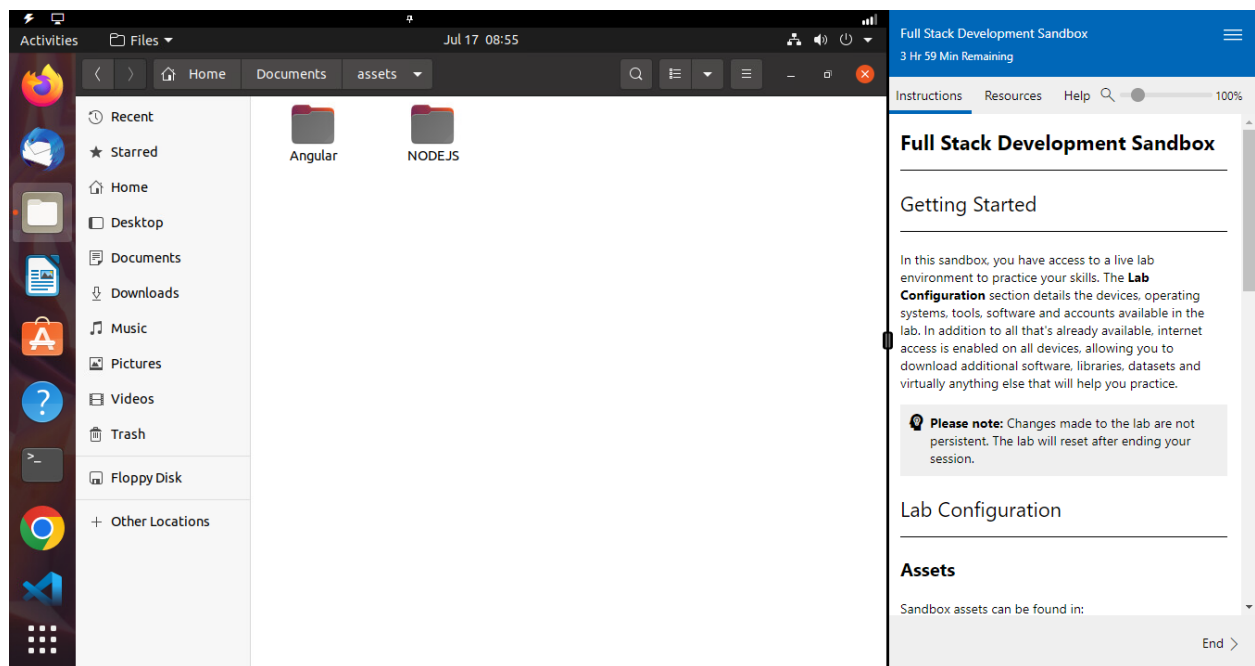 Activities
Files
Jul 17 08:55
Home
Documents
assets
Recent
Starred
Home
Desktop
Documents
Downloads
Music
Pictures
Videos
Trash
Floppy Disk
+ Other Locations
Angular
NODEJS
Full Stack Development Sandbox
3 Hr 59 Min Remaining
Instructions
Resources
Help
100%
Full Stack Development Sandbox
Getting Started
In this sandbox, you have access to a live lab
environment to practice your skills. The Lab
Configuration section details the devices, operating
systems, tools, software and accounts available in the
lab. In addition to all that's already available, internet
access is enabled on all devices, allowing you to
download additional software, libraries, datasets and
virtually anything else that will help you practice.
Please note: Changes made to the lab are not
persistent. The lab will reset after ending your
session.
Lab Configuration
Assets
Sandbox assets can be found in:
End >